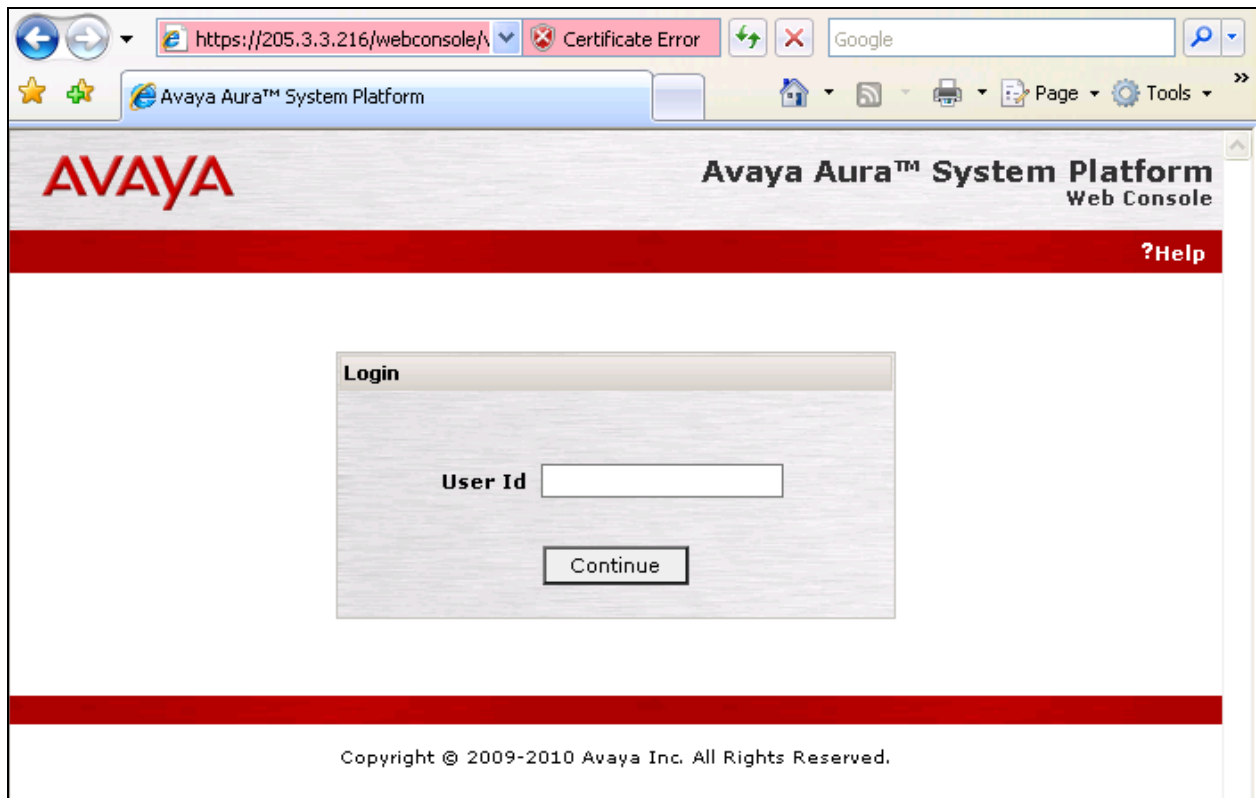 https://205.3.3.216/webconsole/ Certificate Error Google
Avaya Aura™ System Platform Page Tools »
AVAYA
Avaya Aura™ System Platform
Web Console
?Help
Login
User Id
Continue
Copyright © 2009-2010 Avaya Inc. All Rights Reserved.